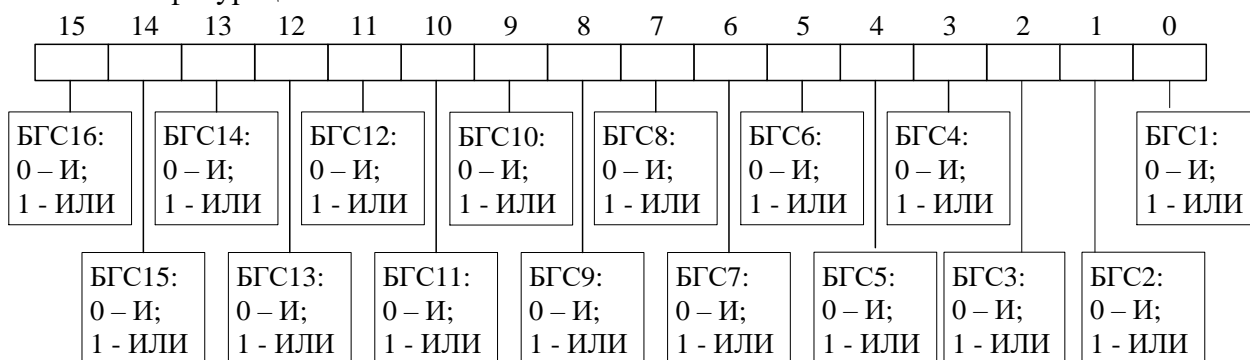 15 14 13 12 11 10 9 8 7 6 5 4 3 2 1 0
БГС16:
0 – И;
1 - ИЛИ
БГС14:
0 – И;
1 - ИЛИ
БГС12:
0 – И;
1 - ИЛИ
БГС10:
0 – И;
1 - ИЛИ
БГС8:
0 – И;
1 - ИЛИ
БГС6:
0 – И;
1 - ИЛИ
БГС4:
0 – И;
1 - ИЛИ
БГС1:
0 – И;
1 - ИЛИ
БГС15:
0 – И;
1 - ИЛИ
БГС13:
0 – И;
1 - ИЛИ
БГС11:
0 – И;
1 - ИЛИ
БГС9:
0 – И;
1 - ИЛИ
БГС7:
0 – И;
1 - ИЛИ
БГС5:
0 – И;
1 - ИЛИ
БГС3:
0 – И;
1 - ИЛИ
БГС2:
0 – И;
1 - ИЛИ